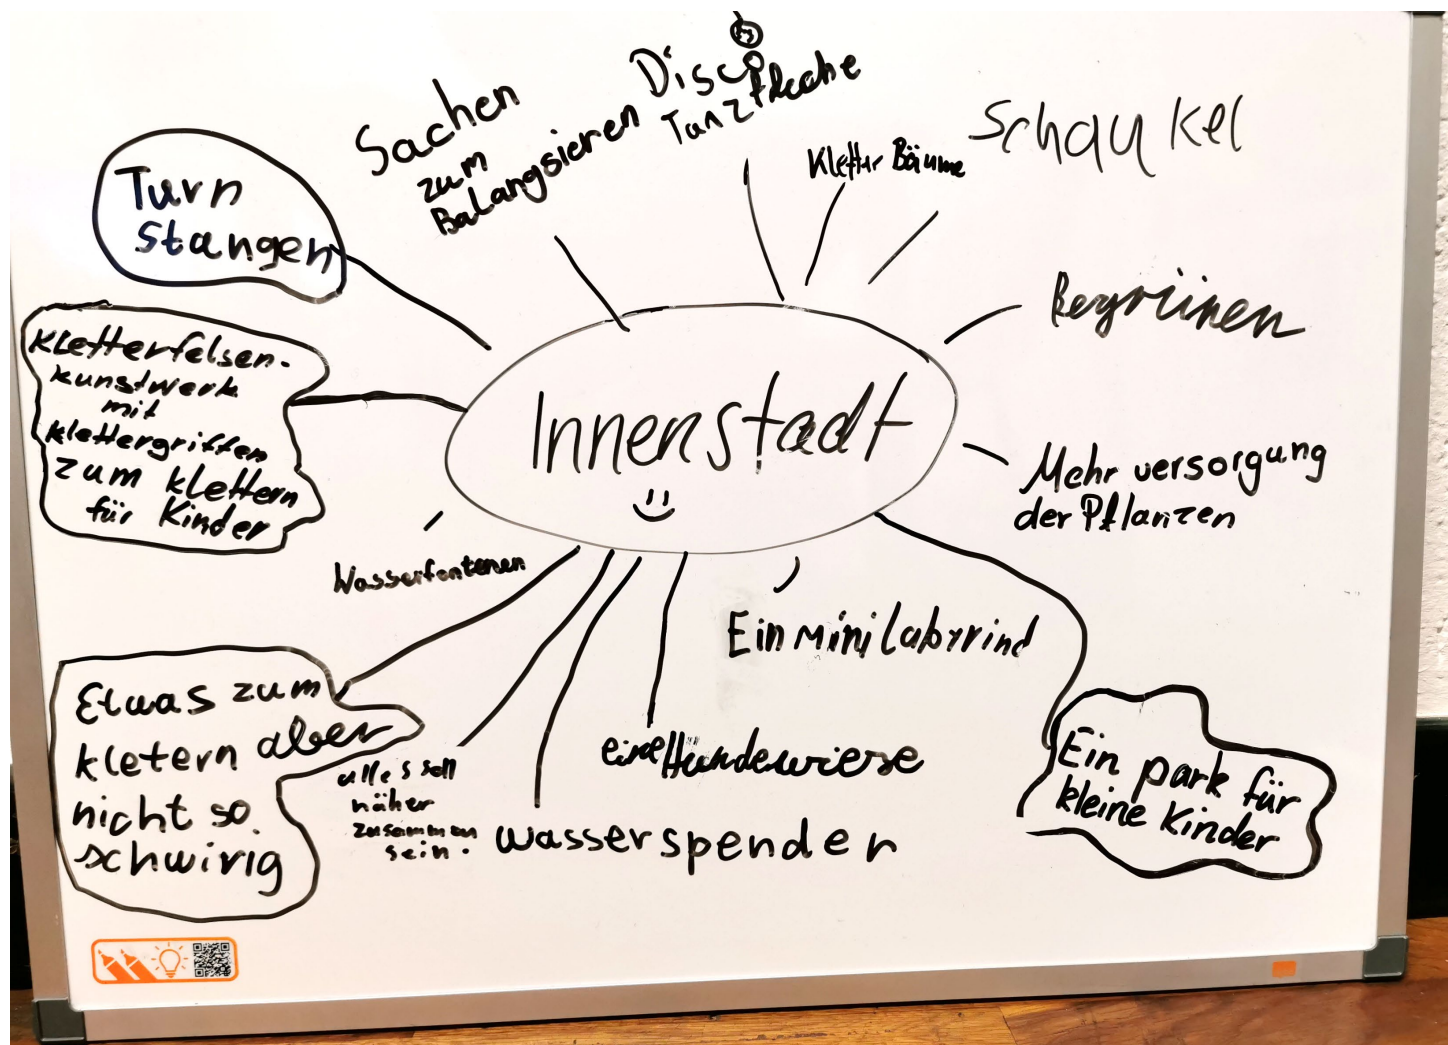 Innenstadt
Turn
stangen
Sachen
zum
Balangsieren
Disco
Tanzfläche
Kletter Bäume
Schaukel
Begrünen
Mehr versorgung
der Pflanzen
Ein park für
kleine Kinder
Ein mini labyrind
eine Hundewiese
wasserspender
alles soll
näher
zusammen
sein.
Etwas zum
kletern aber
nicht so
schwirig
Wasserfontenen
Kletterfelsen-
kunstwerk
mit
klettergriffen
zum klettern
für Kinder